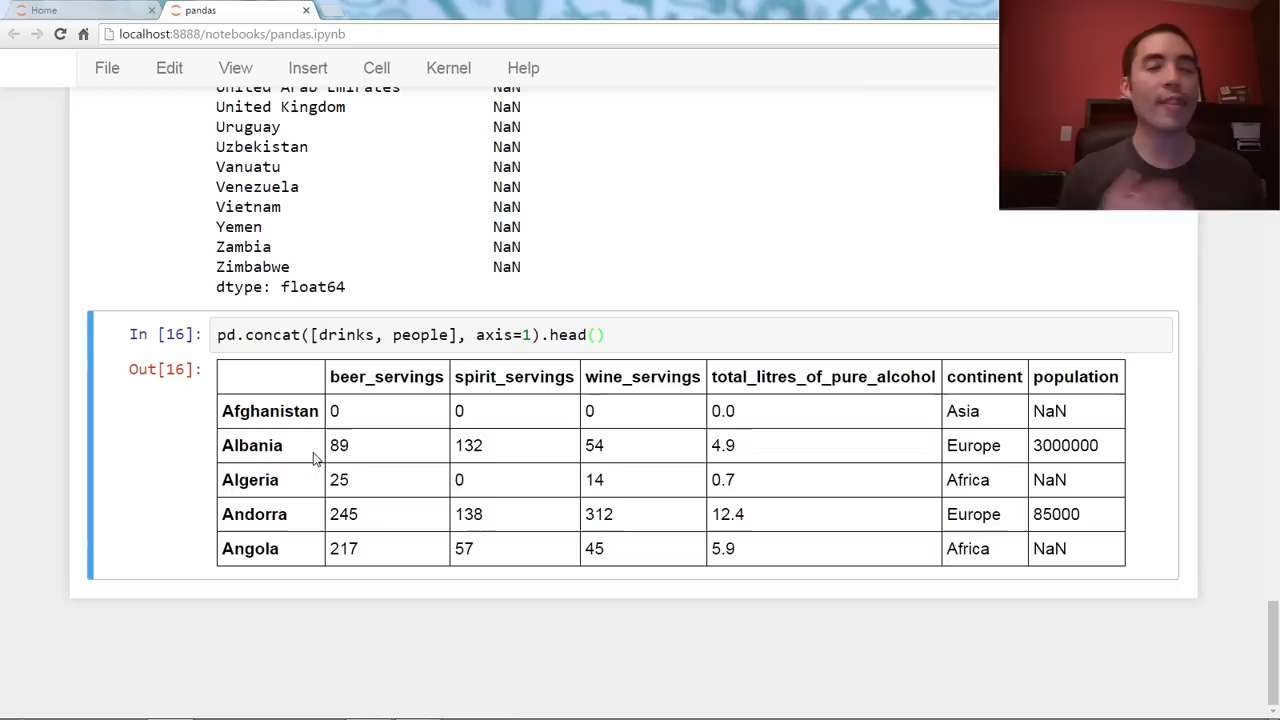 Home
pandas
localhost:8888/notebooks/pandas.ipynb
File Edit View Insert Cell Kernel Help
United Arab Emirates NaN
United Kingdom NaN
Uruguay NaN
Uzbekistan NaN
Vanuatu NaN
Venezuela NaN
Vietnam NaN
Yemen NaN
Zambia NaN
Zimbabwe NaN
dtype: float64
In [16]: pd.concat([drinks, people], axis=1).head()
Out[16]:
beer_servings spirit_servings wine_servings total_litres_of_pure_alcohol continent population
Afghanistan 0 0 0 0.0 Asia NaN
Albania 89 132 54 4.9 Europe 3000000
Algeria 25 0 14 0.7 Africa NaN
Andorra 245 138 312 12.4 Europe 85000
Angola 217 57 45 5.9 Africa NaN